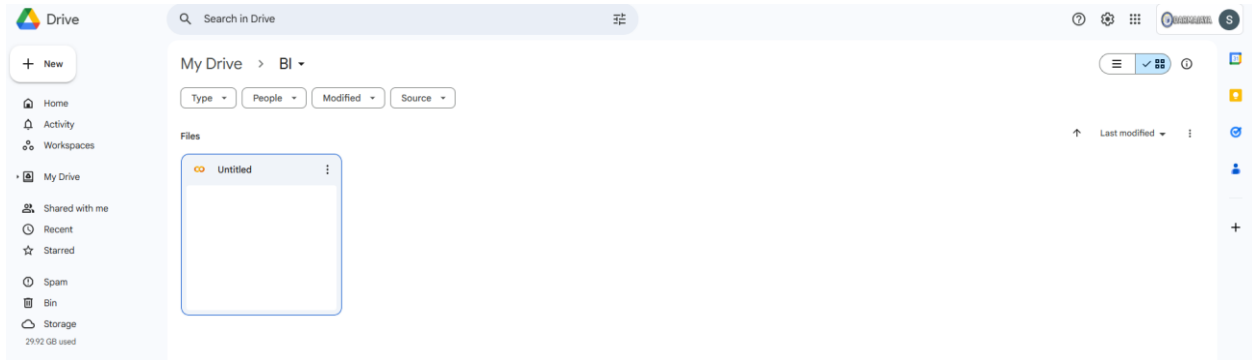 Drive
Search in Drive
S
New
My Drive > BI
Type People Modified Source
Home
Activity
Workspaces
My Drive
Shared with me
Recent
Starred
Spam
Bin
Storage
29.92 GB used
Files
Last modified
Untitled